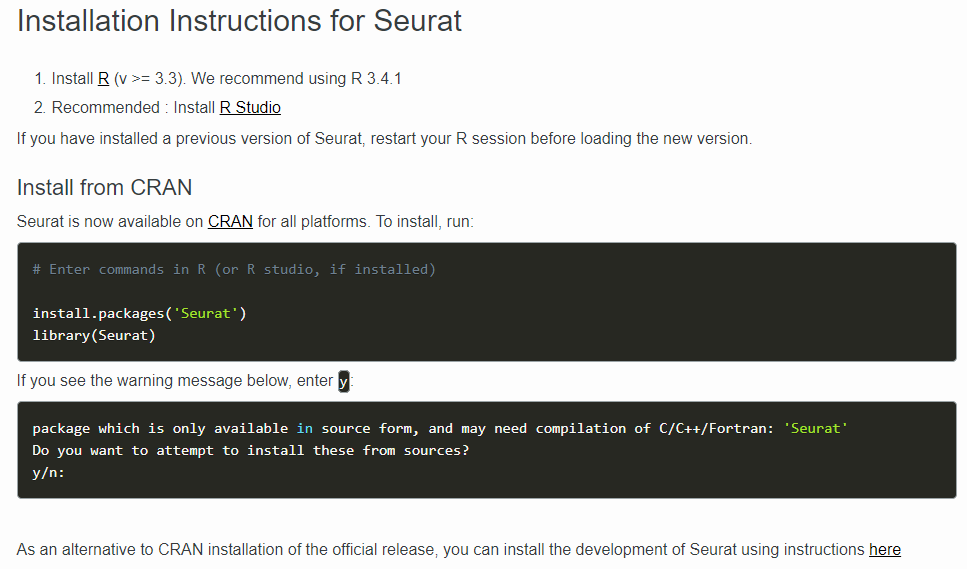 Installation Instructions for Seurat
1. Install R (v >= 3.3). We recommend using R 3.4.1
2. Recommended : Install R Studio
If you have installed a previous version of Seurat, restart your R session before loading the new version.
Install from CRAN
Seurat is now available on CRAN for all platforms. To install, run:
# Enter commands in R (or R studio, if installed)
install.packages('Seurat')
library(Seurat)
If you see the warning message below, enter y:
package which is only available in source form, and may need compilation of C/C++/Fortran: 'Seurat'
Do you want to attempt to install these from sources?
y/n:
As an alternative to CRAN installation of the official release, you can install the development of Seurat using instructions here